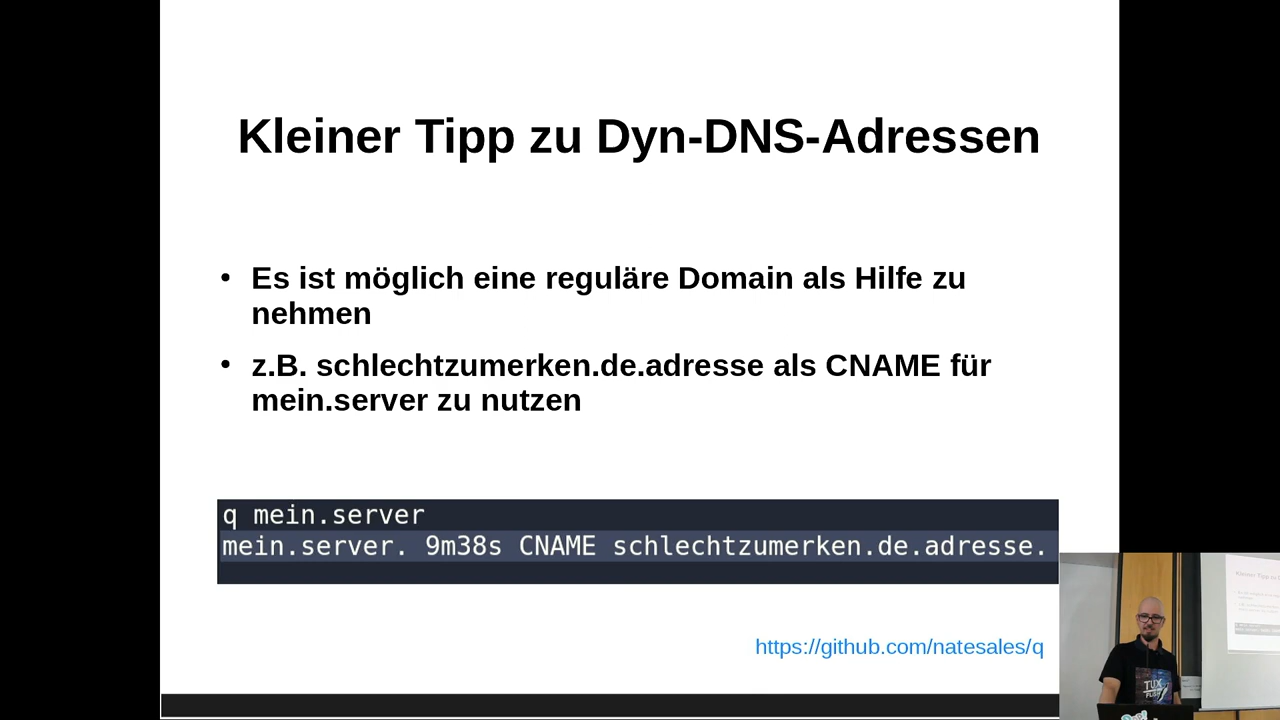 Kleiner Tipp zu Dyn-DNS-Adressen
• Es ist möglich eine reguläre Domain als Hilfe zu
nehmen
• z.B. schlechtzumerken.de.adresse als CNAME für
mein.server zu nutzen
q mein.server
mein.server. 9m38s CNAME schlechtzumerken.de.adresse.
https://github.com/natesales/q
TUX